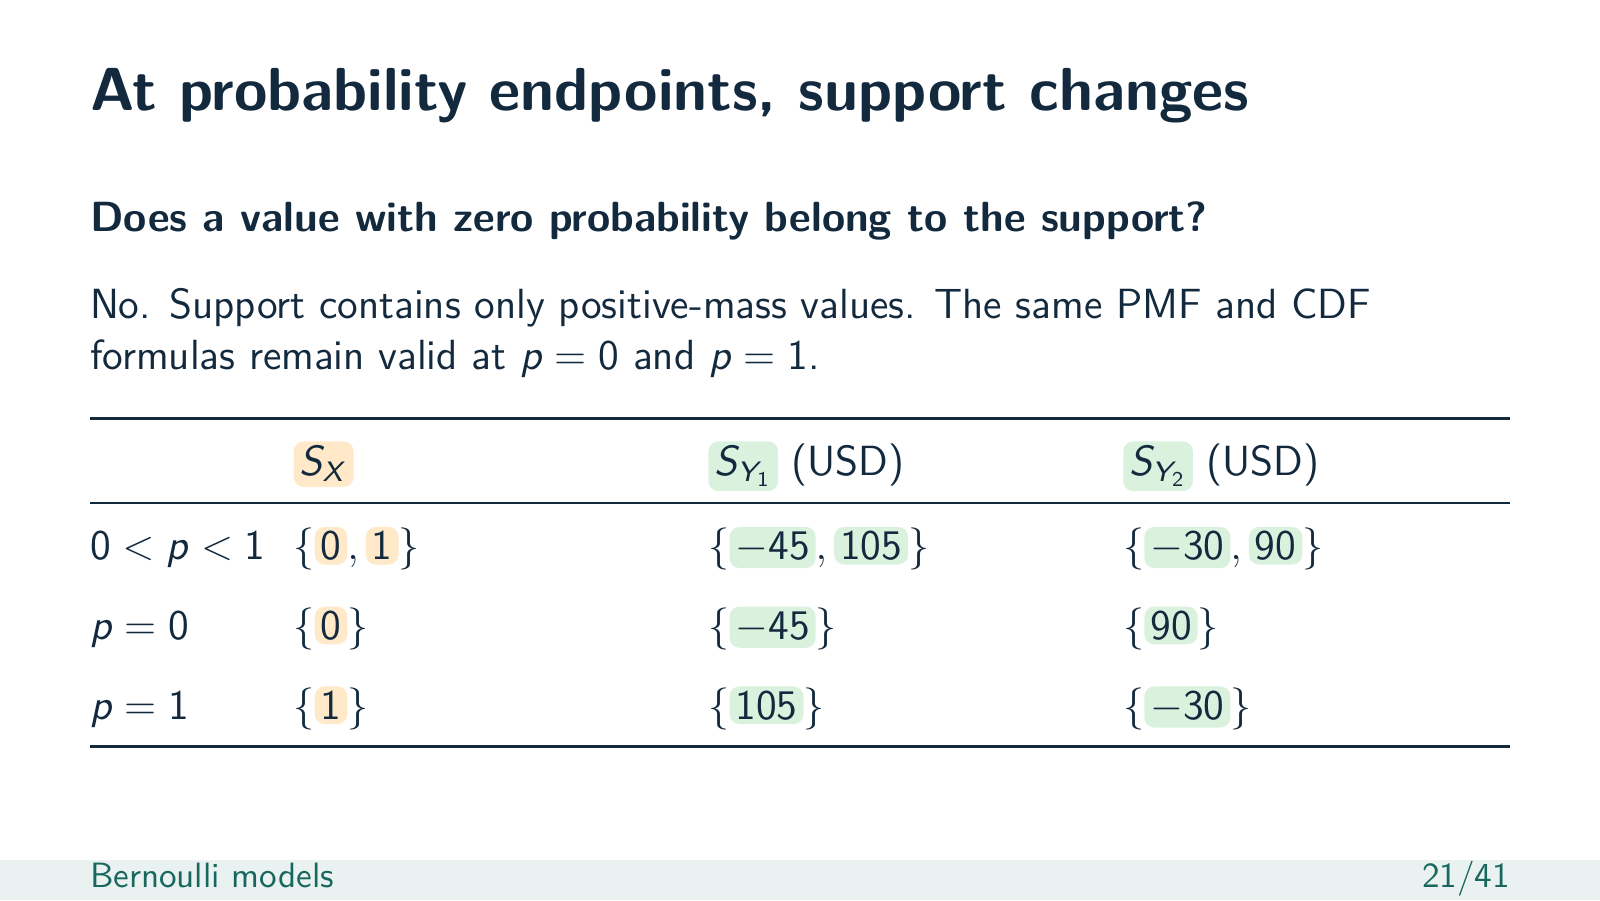 At probability endpoints, support changes
Does a value with zero probability belong to the support?
No. Support contains only positive-mass values. The same PMF and CDF
formulas remain valid at p = 0 and p = 1.
S_X S_{Y_1} (USD) S_{Y_2} (USD)
0 < p < 1 {0, 1} {−45, 105} {−30, 90}
p = 0 {0} {−45} {90}
p = 1 {1} {105} {−30}
Bernoulli models 21/41